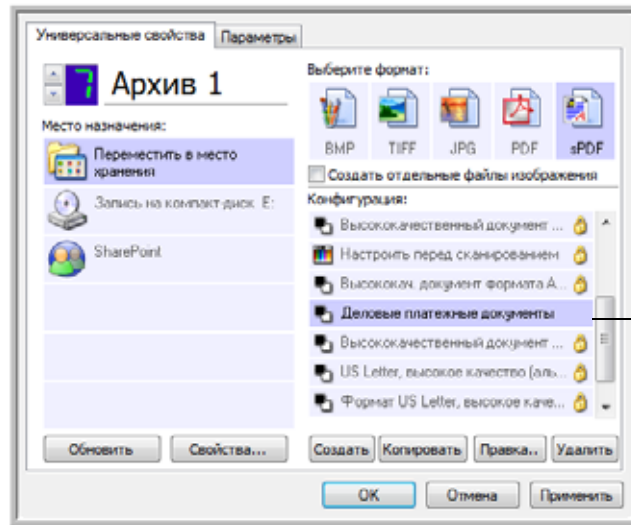 Универсальные свойства Параметры
7 Архив 1
Выберите формат:
BMP TIFF JPG PDF sPDF
Создать отдельные файлы изображения
Место назначения:
Переместить в место
хранения
Запись на компакт-диск E:
SharePoint
Конфигурация:
Высококачественный документ ...
Настроить перед сканированием
Высококач. документ формата A...
Деловые платежные документы
Высококачественный документ ...
US Letter, высокое качество (аль
Формат US Letter, высокое каче...
Обновить Свойства... Создать Копировать Правка.. Удалить
OK Отмена Применить